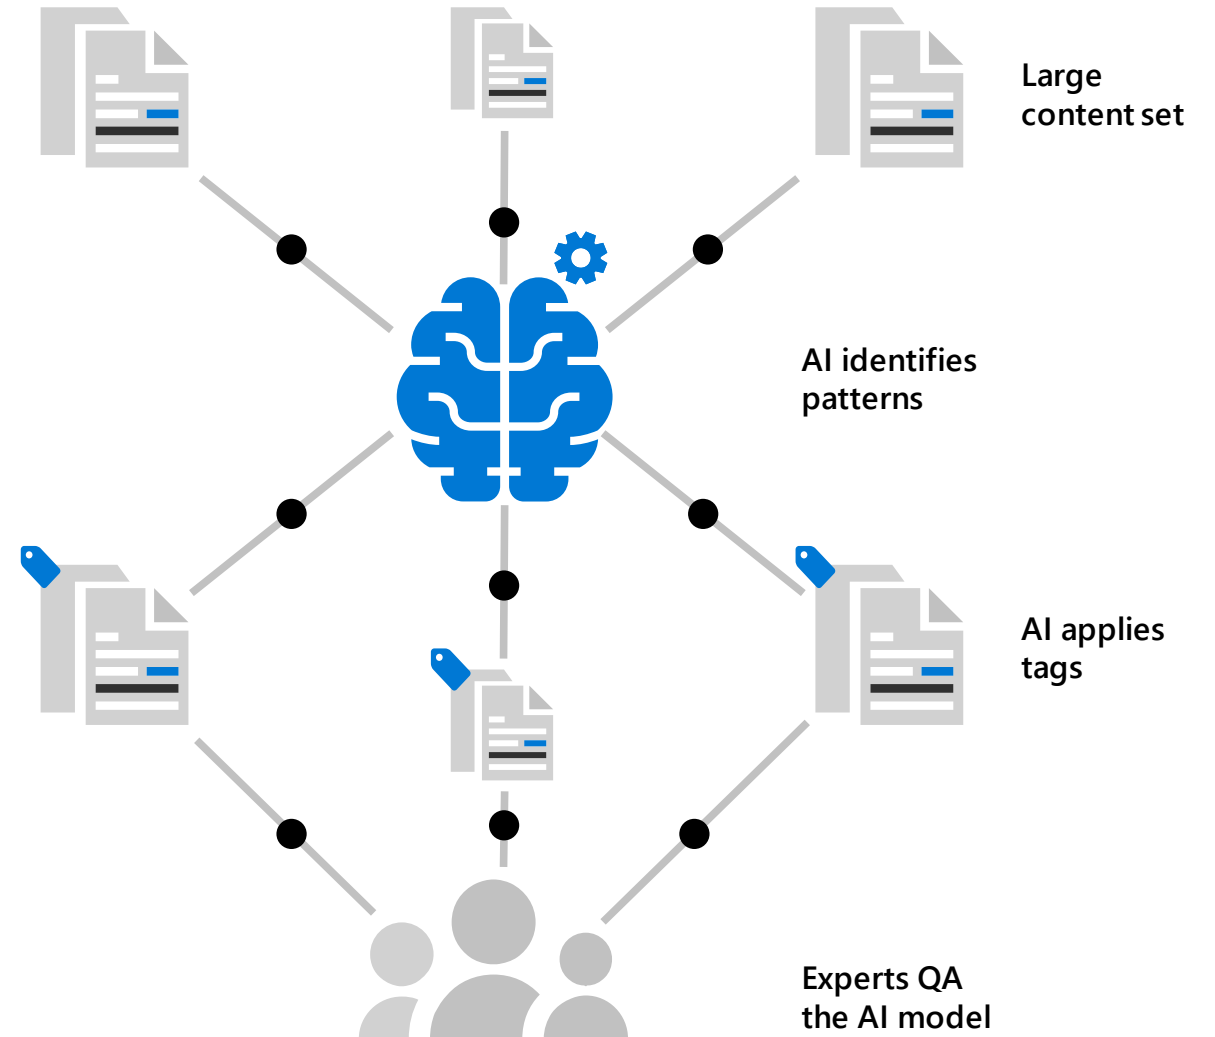 Large
content set
AI identifies
patterns
AI applies
tags
Experts QA
the AI model